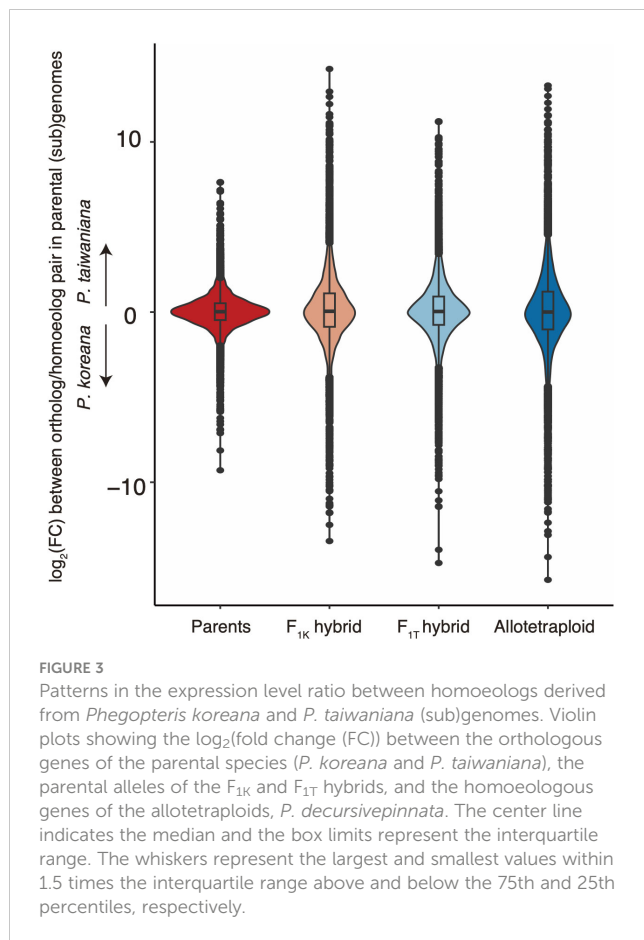 log₂(FC) between ortholog/homoeolog pair in parental (sub)genomes
P. koreana P. taiwaniana
10
0
−10
Parents F₁K hybrid F₁T hybrid Allotetraploid
FIGURE 3
Patterns in the expression level ratio between homoeologs derived
from Phegopteris koreana and P. taiwaniana (sub)genomes. Violin
plots showing the log₂(fold change (FC)) between the orthologous
genes of the parental species (P. koreana and P. taiwaniana), the
parental alleles of the F₁K and F₁T hybrids, and the homoeologous
genes of the allotetraploids, P. decursivepinnata. The center line
indicates the median and the box limits represent the interquartile
range. The whiskers represent the largest and smallest values within
1.5 times the interquartile range above and below the 75th and 25th
percentiles, respectively.